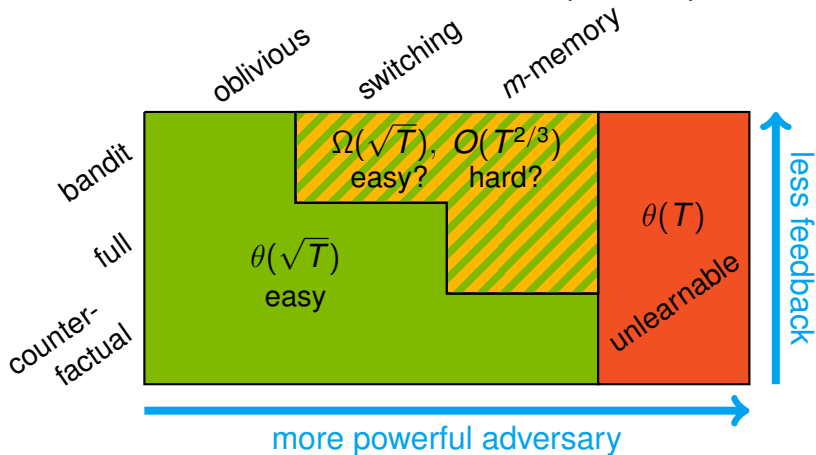 oblivious
switching
m-memory
bandit
full
counter-
factual
Ω(√T), O(T^{2/3})
easy? hard?
θ(√T)
easy
θ(T)
unlearnable
less feedback
more powerful adversary